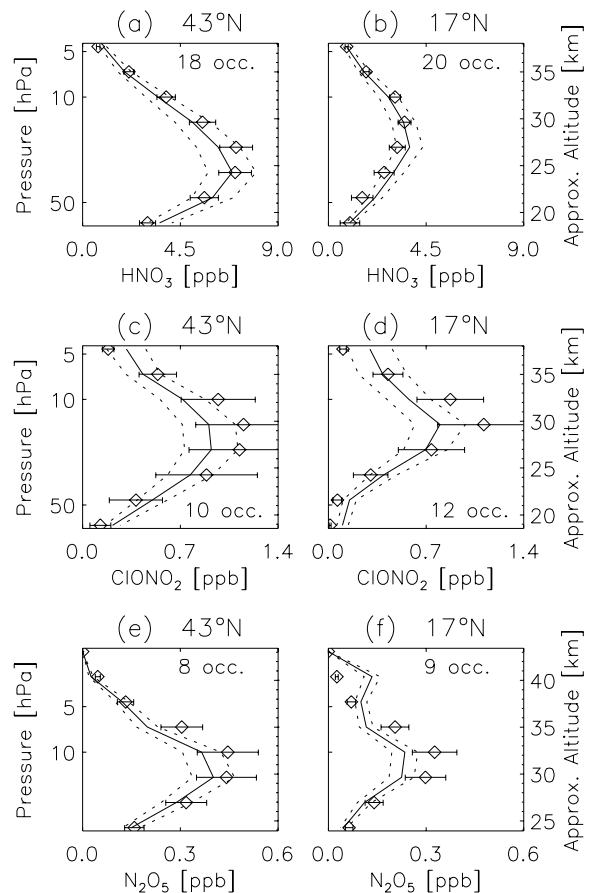 (a) 43°N
(b) 17°N
18 occ.
20 occ.
5
10
50
Pressure [hPa]
35
30
25
20
Approx. Altitude [km]
0.0 4.5 9.0
0.0 4.5 9.0
HNO3 [ppb]
HNO3 [ppb]
(c) 43°N
(d) 17°N
5
10
50
Pressure [hPa]
10 occ.
12 occ.
35
30
25
20
Approx. Altitude [km]
0.0 0.7 1.4
0.0 0.7 1.4
ClONO2 [ppb]
ClONO2 [ppb]
(e) 43°N
(f) 17°N
8 occ.
9 occ.
5
10
Pressure [hPa]
40
35
30
25
Approx. Altitude [km]
0.0 0.3 0.6
0.0 0.3 0.6
N2O5 [ppb]
N2O5 [ppb]